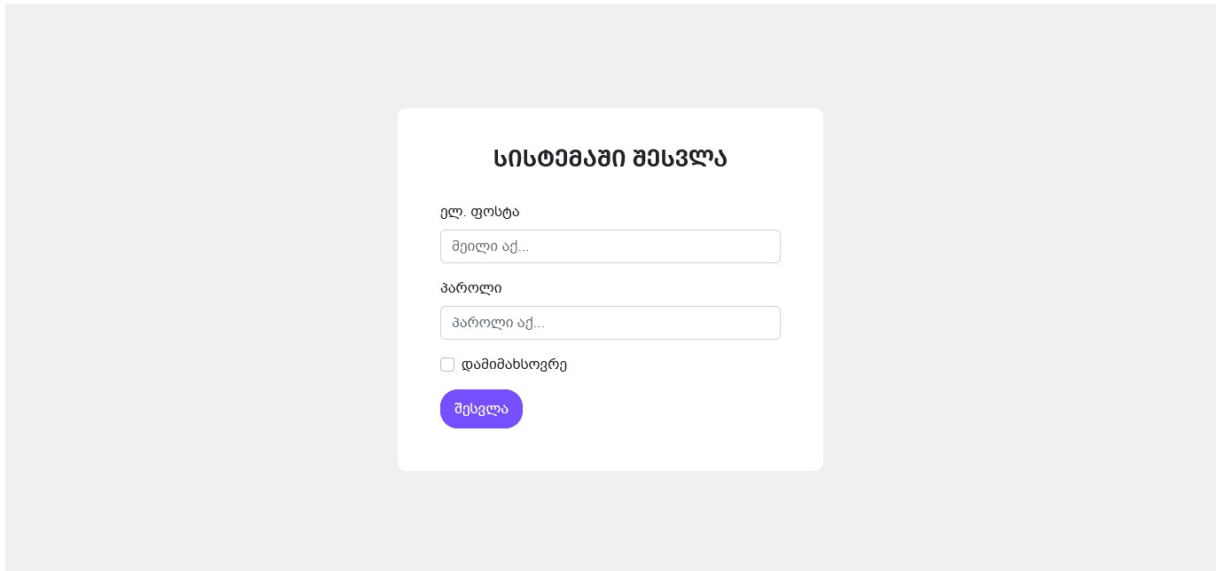 ᲡᲘᲡᲢᲔᲛᲐᲨᲘ ᲨᲔᲡᲕᲚᲐ
ელ. ფოსტა
მეილი აქ...
პაროლი
პაროლი აქ...
დამიმახსოვრე
შესვლა